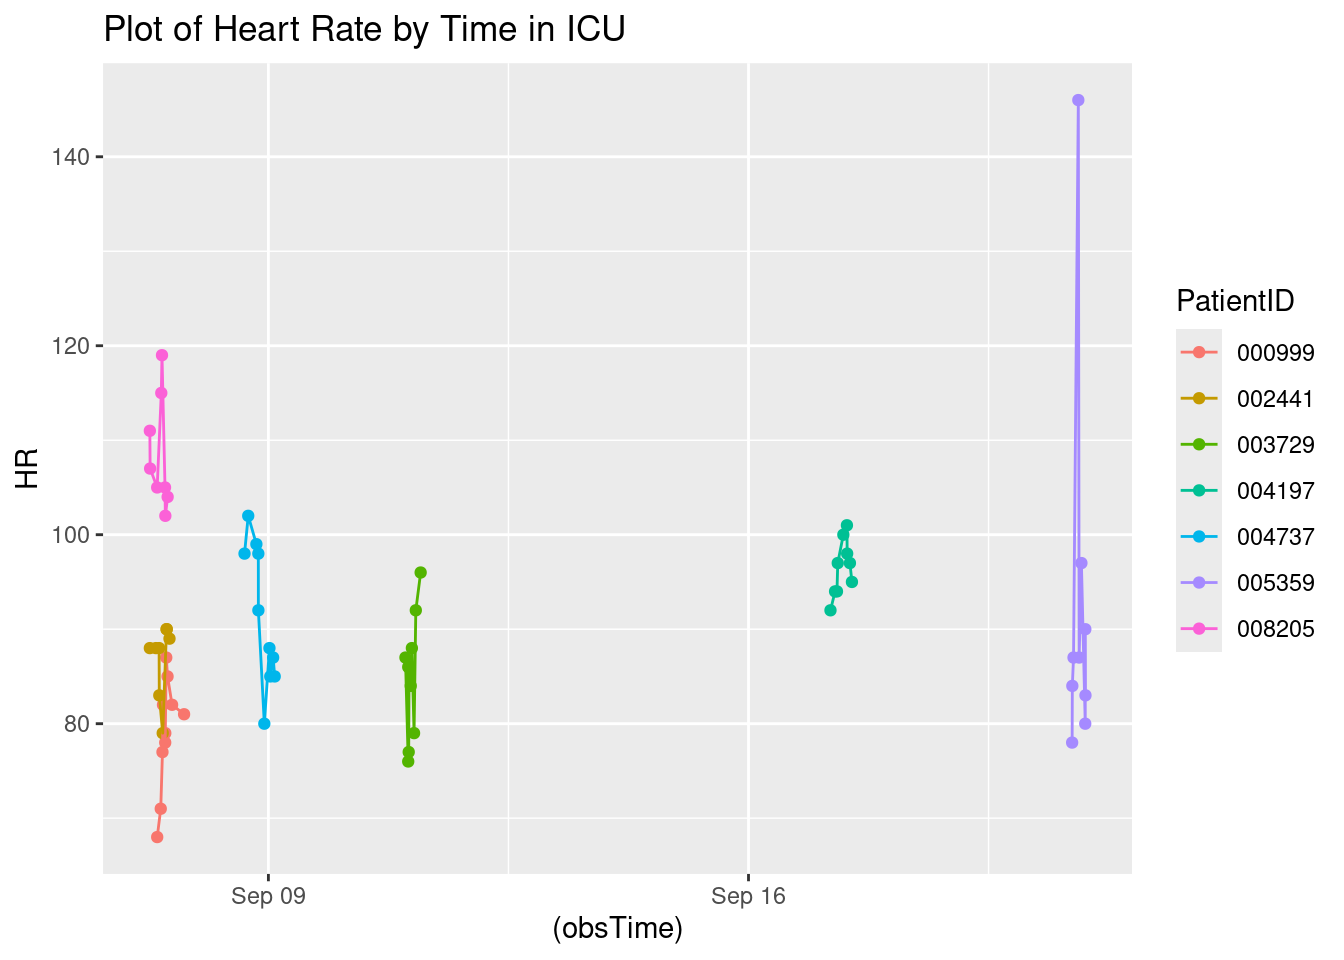 Plot of Heart Rate by Time in ICU
140
120
100
80
HR
Sep 09
Sep 16
(obsTime)
PatientID
000999
002441
003729
004197
004737
005359
008205